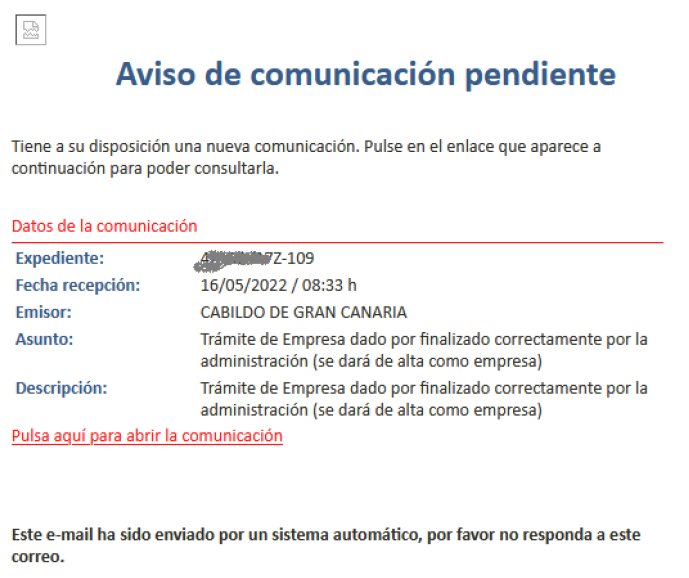 Aviso de comunicación pendiente
Tiene a su disposición una nueva comunicación. Pulse en el enlace que aparece a
continuación para poder consultarla.
Datos de la comunicación
Expediente: 7Z-109
Fecha recepción: 16/05/2022 / 08:33 h
Emisor: CABILDO DE GRAN CANARIA
Asunto: Trámite de Empresa dado por finalizado correctamente por la
administración (se dará de alta como empresa)
Descripción: Trámite de Empresa dado por finalizado correctamente por la
administración (se dará de alta como empresa)
Pulsa aquí para abrir la comunicación
Este e-mail ha sido enviado por un sistema automático, por favor no responda a este
correo.